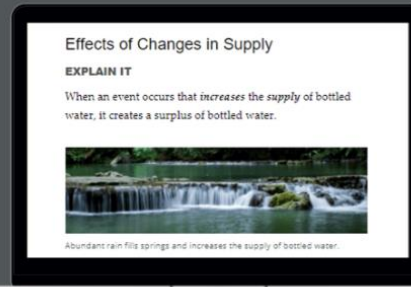 Effects of Changes in Supply
EXPLAIN IT
When an event occurs that increases the supply of bottled
water, it creates a surplus of bottled water.
Abundant rain fills springs and increases the supply of bottled water.